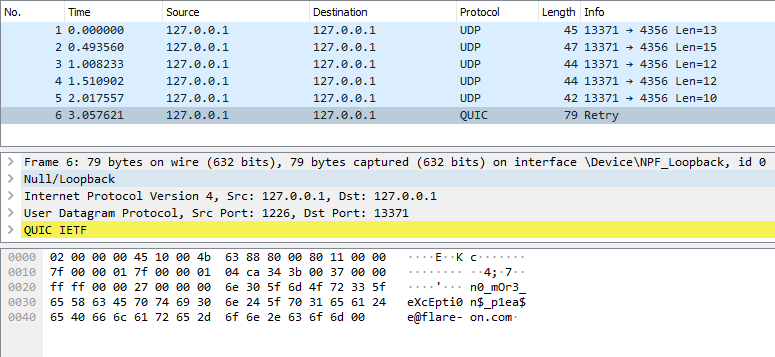 No. Time Source Destination Protocol Length Info
1 0.000000 127.0.0.1 127.0.0.1 UDP 45 13371 → 4356 Len=13
2 0.493560 127.0.0.1 127.0.0.1 UDP 47 13371 → 4356 Len=15
3 1.008233 127.0.0.1 127.0.0.1 UDP 44 13371 → 4356 Len=12
4 1.510902 127.0.0.1 127.0.0.1 UDP 44 13371 → 4356 Len=12
5 2.017557 127.0.0.1 127.0.0.1 UDP 42 13371 → 4356 Len=10
6 3.057621 127.0.0.1 127.0.0.1 QUIC 79 Retry
Frame 6: 79 bytes on wire (632 bits), 79 bytes captured (632 bits) on interface \Device\NPF_Loopback, id 0
Null/Loopback
Internet Protocol Version 4, Src: 127.0.0.1, Dst: 127.0.0.1
User Datagram Protocol, Src Port: 1226, Dst Port: 13371
QUIC IETF
0000 02 00 00 00 45 10 00 4b 63 88 80 00 80 11 00 00 ····E··K c·······
0010 7f 00 00 01 7f 00 00 01 04 ca 34 3b 00 37 00 00 ········ ··4;·7··
0020 ff ff 00 00 27 00 00 00 6e 30 5f 6d 4f 72 33 5f ····'··· n0_mOr3_
0030 65 58 63 45 70 74 69 30 6e 24 5f 70 31 65 61 24 eXcEpti0 n$_p1ea$
0040 65 40 66 6c 61 72 65 2d 6f 6e 2e 63 6f 6d 00 e@flare- on.com·